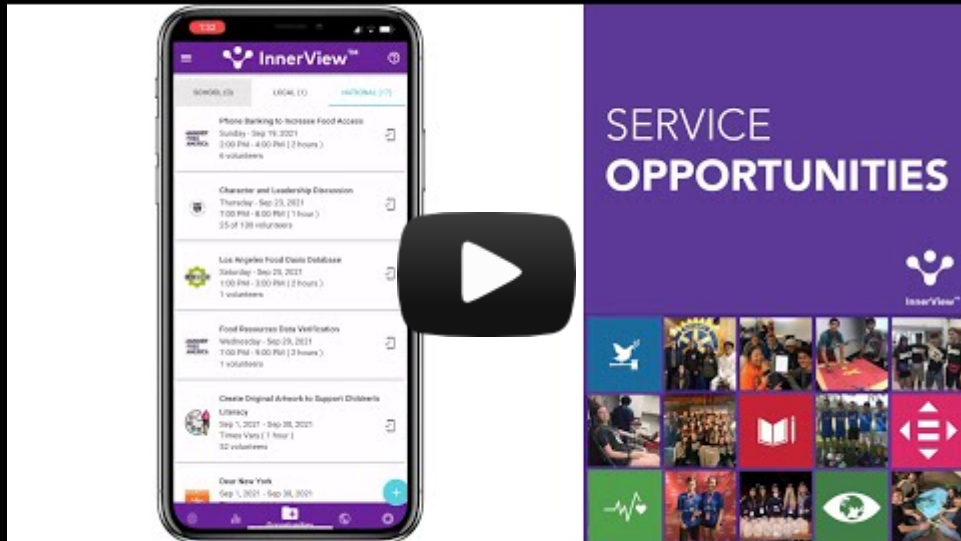 1:32
InnerView™
SCHOOL (0) LOCAL (1) NATIONAL (17)
Phone Banking to Increase Food Access
Sunday - Sep 19, 2021
2:00 PM - 4:00 PM ( 2 hours )
6 volunteers
Character and Leadership Discussion
Thursday - Sep 23, 2021
7:00 PM - 8:00 PM ( 1 hour )
25 of 100 volunteers
Los Angeles Food Oasis Database
Saturday - Sep 25, 2021
1:00 PM - 3:00 PM ( 2 hours )
1 volunteers
Food Resources Data Verification
Wednesday - Sep 29, 2021
7:00 PM - 9:00 PM ( 2 hours )
1 volunteers
Create Original Artwork to Support Children's
Literacy
Sep 1, 2021 - Sep 30, 2021
Times Vary ( 1 hour )
52 volunteers
Dear New York
Sep 1, 2021 - Sep 30, 2021
Opportunities
SERVICE
OPPORTUNITIES
InnerView™